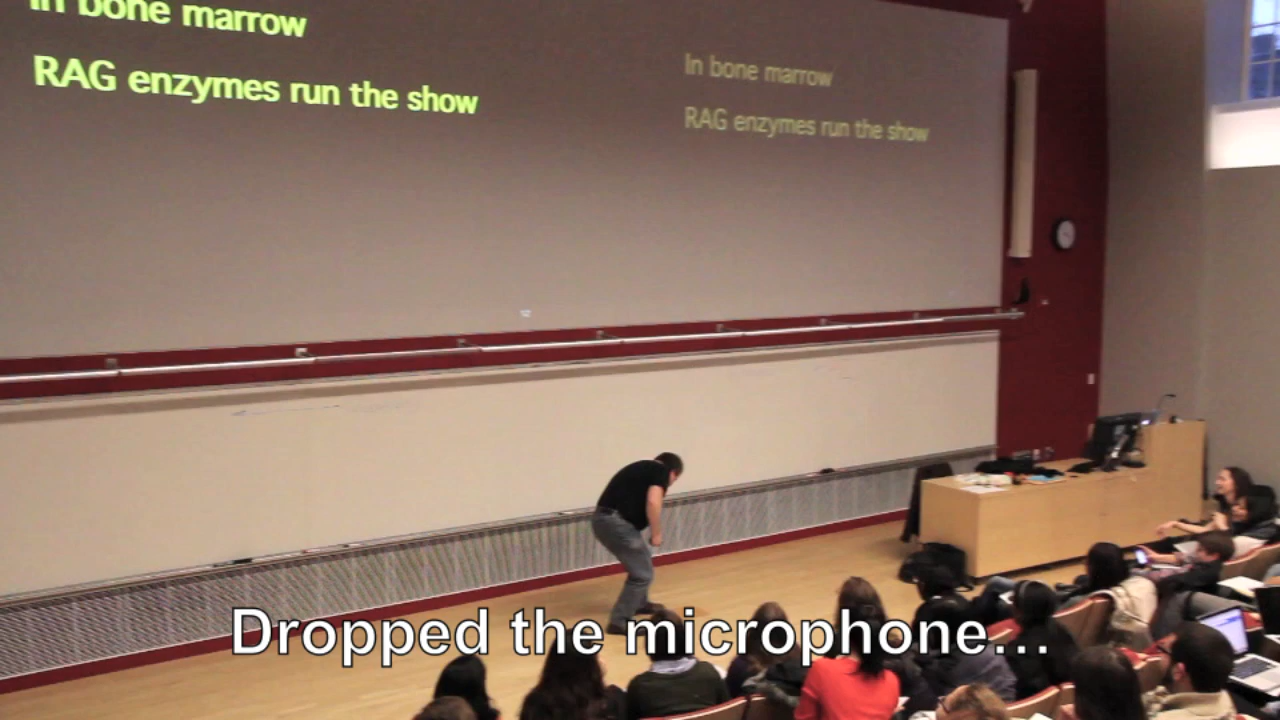 In bone marrow
RAG enzymes run the show
In bone marrow
RAG enzymes run the show
Dropped the microphone...